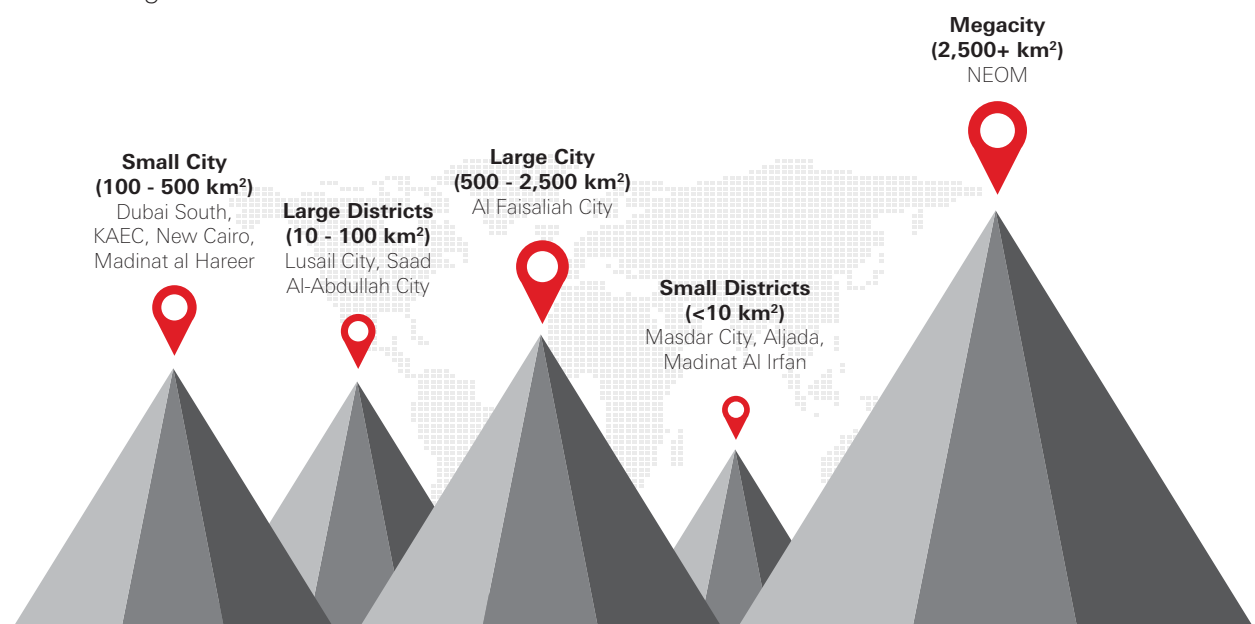 Megacity
(2,500+ km²)
NEOM
Small City
(100 - 500 km²)
Dubai South,
KAEC, New Cairo,
Madinat al Hareer
Large Districts
(10 - 100 km²)
Lusail City, Saad
Al-Abdullah City
Large City
(500 - 2,500 km²)
Al Faisaliah City
Small Districts
(<10 km²)
Masdar City, Aljada,
Madinat Al Irfan